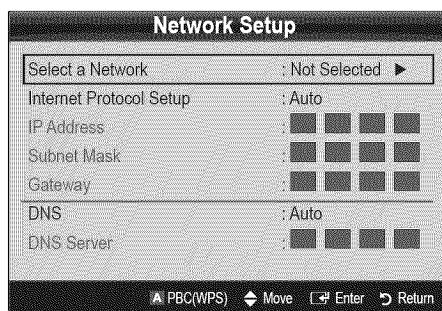 Network Setup
Select a Network : Not Selected ►
Internet Protocol Setup : Auto
IP Address :
Subnet Mask :
Gateway :
DNS : Auto
DNS Server :
A PBC(WPS) Move Enter Return